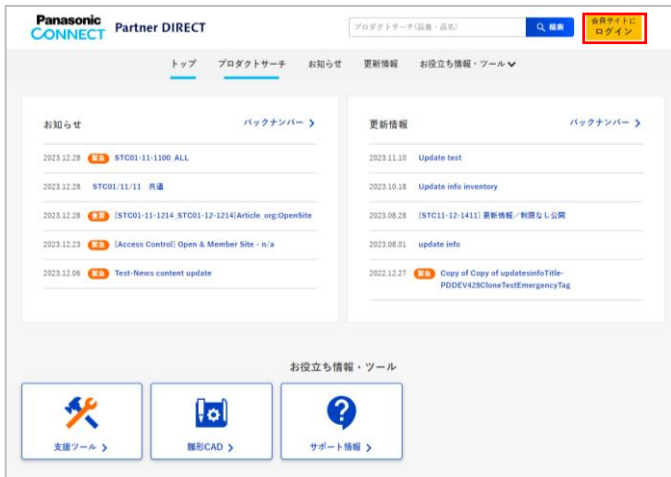 Panasonic
CONNECT
Partner DIRECT
プロダクトサーチ(品番・品名)
検索
会員サイトに
ログイン
トップ
プロダクトサーチ
お知らせ
更新情報
お役立ち情報・ツール
お知らせ
バックナンバー
2023.12.28 緊急 STC01-11-1100_ALL
2023.12.28 STC01/11/11 共通
2023.12.28 重要 [STC01-11-1214_STC01-12-1214]Article_org:OpenSite
2023.12.23 緊急 [Access Control] Open & Member Site - n/a
2023.12.06 緊急 Test-News content update
更新情報
バックナンバー
2023.11.10 Update test
2023.10.18 Update info inventory
2023.08.28 [STC11-12-1411] 更新情報／制限なし公開
2023.08.01 update info
2022.12.27 緊急 Copy of Copy of updatesinfoTitle-
PDDEV428CloneTestEmergencyTag
お役立ち情報・ツール
支援ツール
雛形CAD
サポート情報